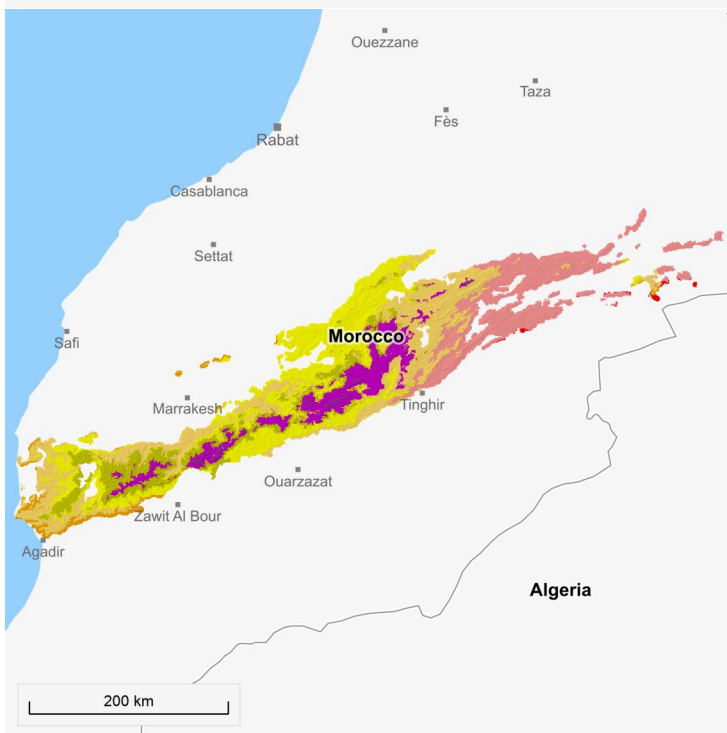 Ouezzane
Taza
Fès
Rabat
Casablanca
Settat
Safi
Morocco
Marrakesh
Tinghir
Ouarzazat
Zawit Al Bour
Agadir
Algeria
200 km